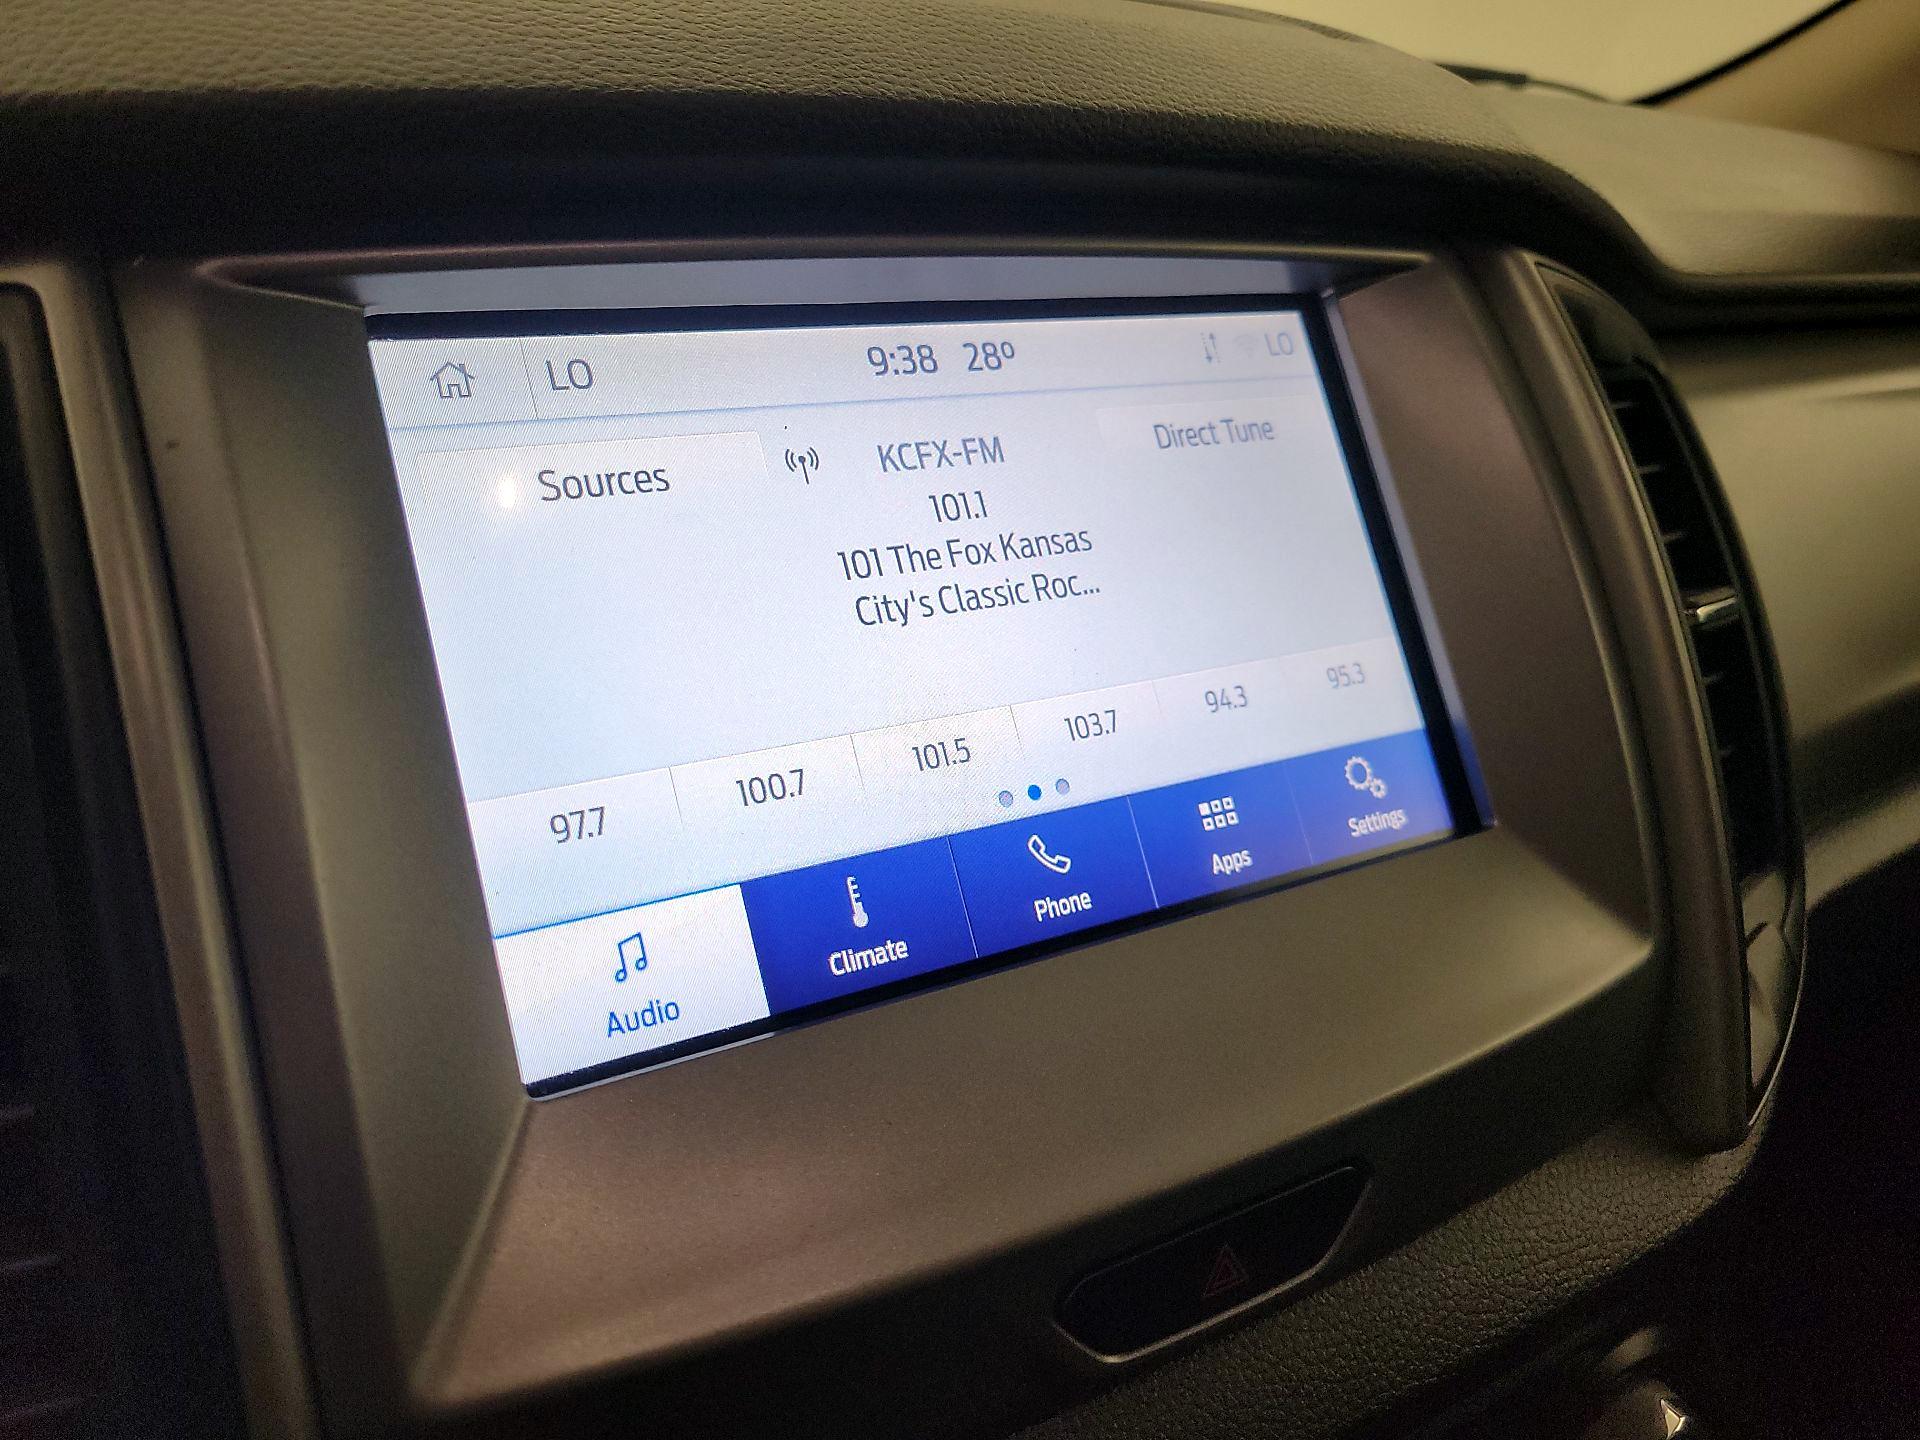 LO 9:38 28° LO
Sources KCFX-FM Direct Tune
101.1
101 The Fox Kansas
City's Classic Roc...
97.7 100.7 101.5 103.7 94.3 95.3
Audio Climate Phone Apps Settings